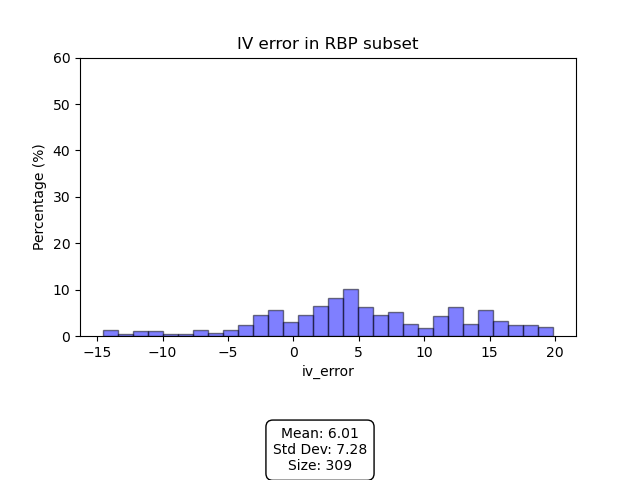 IV error in RBP subset
60
50
40
30
20
10
0
Percentage (%)
−15 −10 −5 0 5 10 15 20
iv_error
Mean: 6.01
Std Dev: 7.28
Size: 309